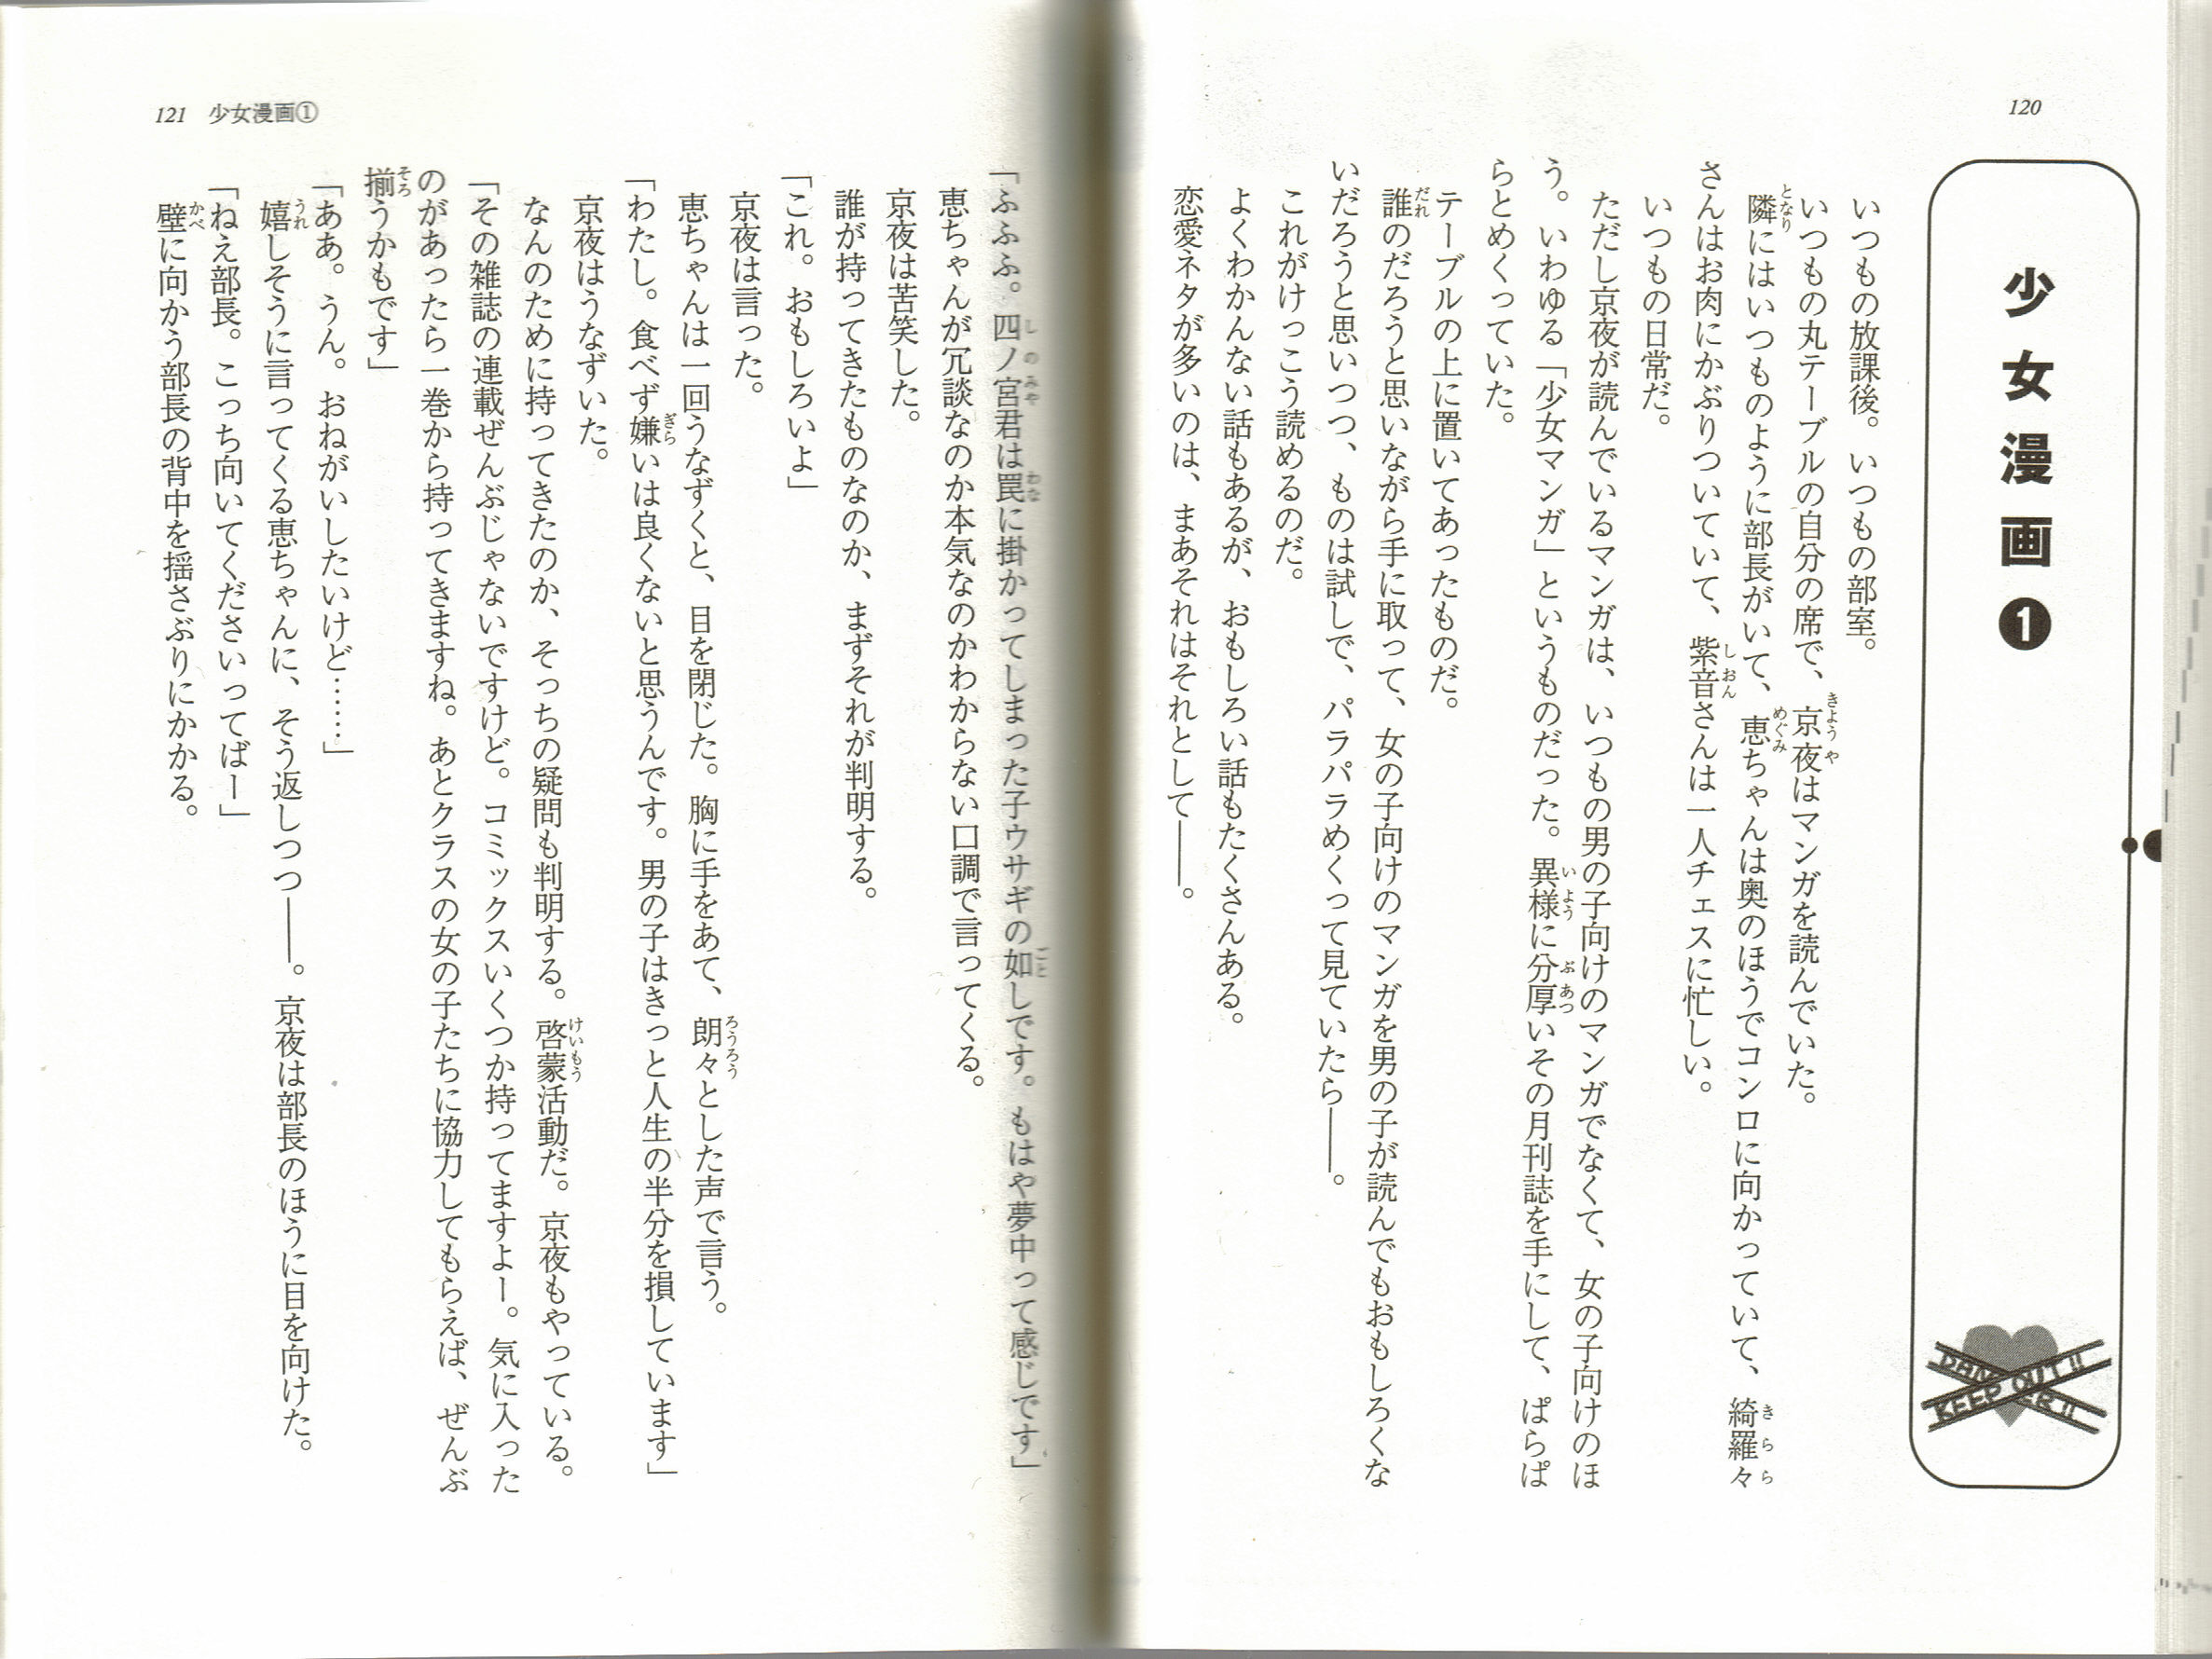 120
少女漫画❶
DANGER!!
KEEP OUT!!
いつもの放課後。いつもの部室。
いつもの丸テーブルの自分の席で、京夜はマンガを読んでいた。
隣にはいつものように部長がいて、恵ちゃんは奥のほうでコンロに向かっていて、綺羅々
さんはお肉にかぶりついていて、紫音さんは一人チェスに忙しい。
いつもの日常だ。
ただし京夜が読んでいるマンガは、いつもの男の子向けのマンガでなくて、女の子向けのほ
う。いわゆる「少女マンガ」というものだった。異様に分厚いその月刊誌を手にして、ぱらぱ
らとめくっていた。
テーブルの上に置いてあったものだ。
誰のだろうと思いながら手に取って、女の子向けのマンガを男の子が読んでもおもしろくな
いだろうと思いつつ、ものは試しで、パラパラめくって見ていたら――。
これがけっこう読めるのだ。
よくわかんない話もあるが、おもしろい話もたくさんある。
恋愛ネタが多いのは、まあそれはそれとして――。
121 少女漫画①
「ふふふ。四ノ宮君は罠に掛かってしまった子ウサギの如しです。もはや夢中って感じです」
恵ちゃんが冗談なのか本気なのかわからない口調で言ってくる。
京夜は苦笑した。
誰が持ってきたものなのか、まずそれが判明する。
「これ。おもしろいよ」
京夜は言った。
恵ちゃんは一回うなずくと、目を閉じた。胸に手をあて、朗々とした声で言う。
「わたし。食べず嫌いは良くないと思うんです。男の子はきっと人生の半分を損しています」
京夜はうなずいた。
なんのために持ってきたのか、そっちの疑問も判明する。啓蒙活動だ。京夜もやっている。
「その雑誌の連載ぜんぶじゃないですけど。コミックスいくつか持ってますよー。気に入った
のがあったら一巻から持ってきますね。あとクラスの女の子たちに協力してもらえば、ぜんぶ
揃うかもです」
「ああ。うん。おねがいしたいけど……」
嬉しそうに言ってくる恵ちゃんに、そう返しつつ――。京夜は部長のほうに目を向けた。
「ねえ部長。こっち向いてくださいってばー」
壁に向かう部長の背中を揺さぶりにかかる。